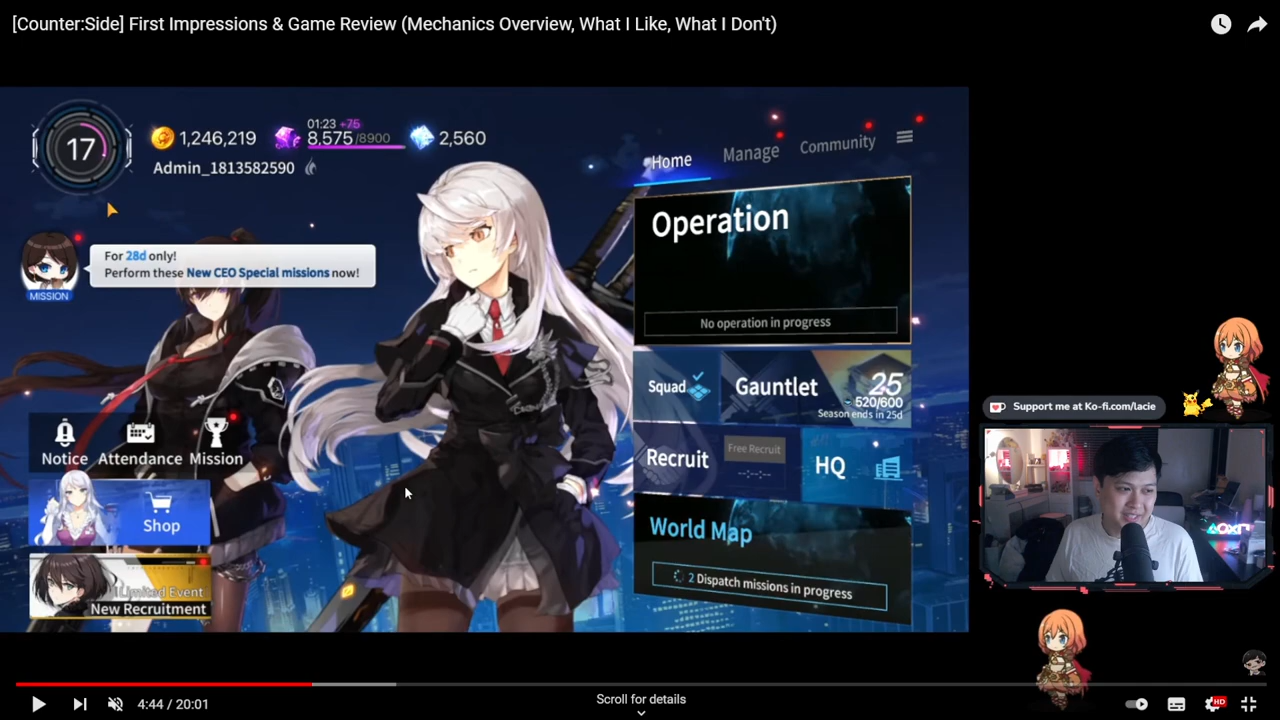 [Counter:Side] First Impressions & Game Review (Mechanics Overview, What I Like, What I Don't)
17
1,246,219
01:23 +75
8,575/8900
2,560
Admin_1813582590
Home
Manage
Community
Operation
No operation in progress
For 28d only!
Perform these New CEO Special missions now!
MISSION
Squad
Gauntlet
25
520/600
Season ends in 25d
Recruit
Free Recruit
--:--:--
HQ
World Map
2 Dispatch missions in progress
Notice
Attendance
Mission
Shop
Limited Event
New Recruitment
Support me at Ko-fi.com/lacie
4:44 / 20:01
Scroll for details
HD